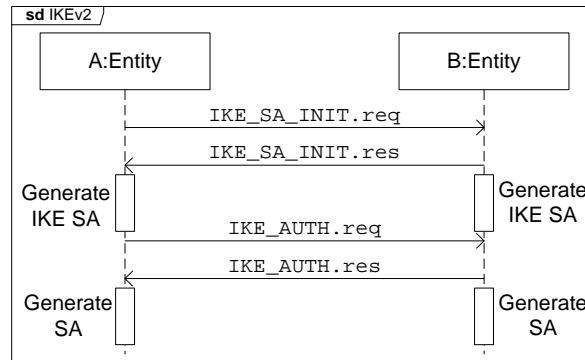 sd IKEv2
A:Entity
B:Entity
IKE_SA_INIT.req
IKE_SA_INIT.res
Generate
IKE SA
Generate
IKE SA
IKE_AUTH.req
IKE_AUTH.res
Generate
SA
Generate
SA